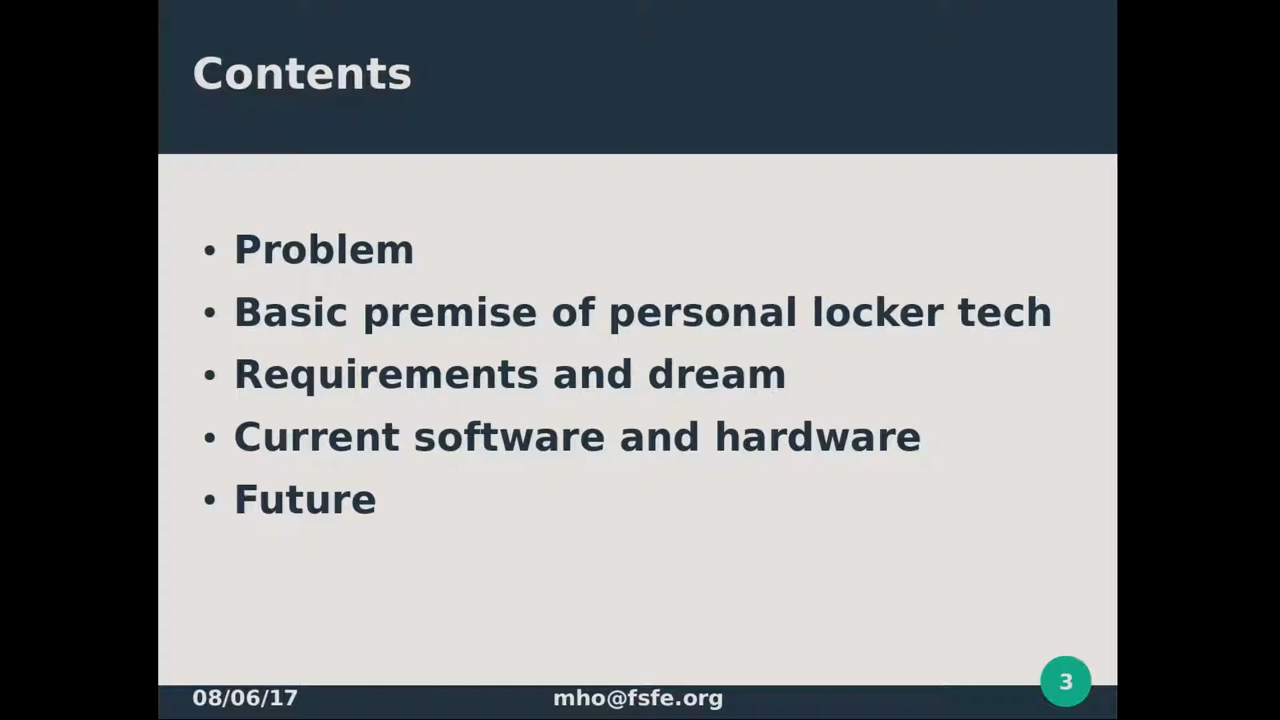 Contents
• Problem
• Basic premise of personal locker tech
• Requirements and dream
• Current software and hardware
• Future
08/06/17
mho@fsfe.org
3